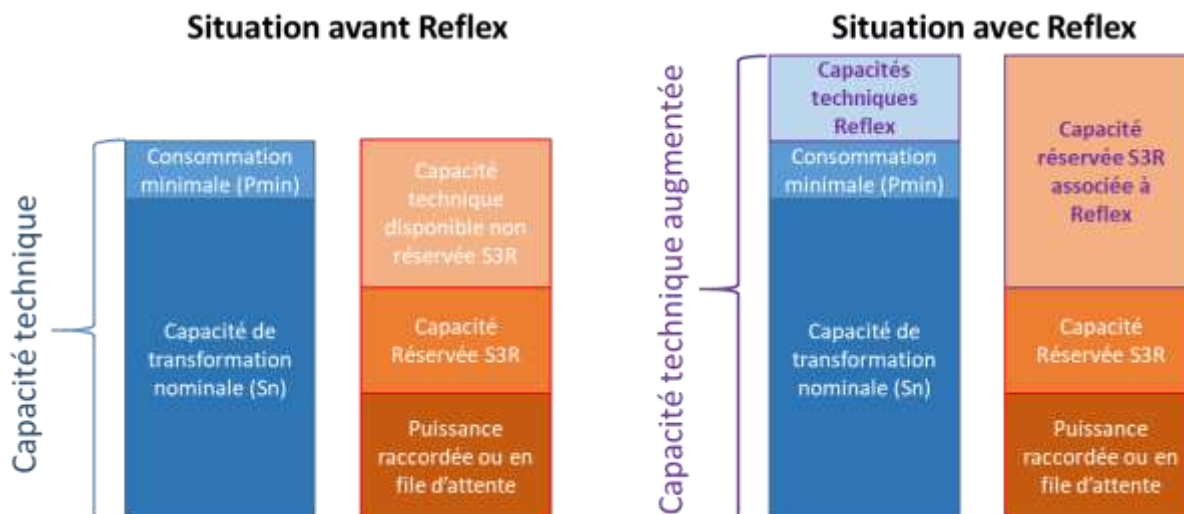 Situation avant Reflex
Capacité technique
Consommation
minimale (Pmin)
Capacité de
transformation
nominale (Sn)
Capacité
technique
disponible non
réservée S3R
Capacité
Réservée S3R
Puissance
raccordée ou en
file d'attente
Situation avec Reflex
Capacité technique augmentée
Capacités
techniques
Reflex
Consommation
minimale (Pmin)
Capacité de
transformation
nominale (Sn)
Capacité
réservée S3R
associée à
Reflex
Capacité
Réservée S3R
Puissance
raccordée ou en
file d'attente